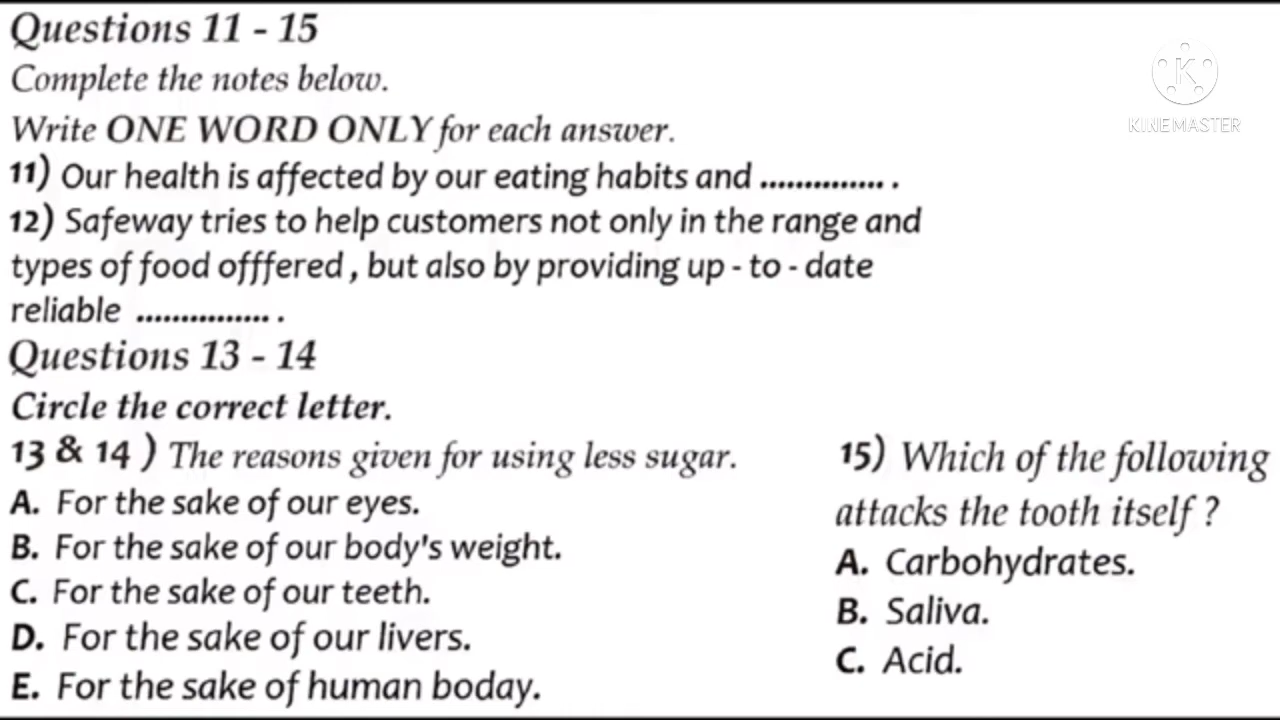 Questions 11 - 15
Complete the notes below.
Write ONE WORD ONLY for each answer.
11) Our health is affected by our eating habits and .............. .
12) Safeway tries to help customers not only in the range and
types of food offfered , but also by providing up - to - date
reliable ............... .
Questions 13 - 14
Circle the correct letter.
13 & 14 ) The reasons given for using less sugar.
A. For the sake of our eyes.
B. For the sake of our body's weight.
C. For the sake of our teeth.
D. For the sake of our livers.
E. For the sake of human boday.
15) Which of the following
attacks the tooth itself ?
A. Carbohydrates.
B. Saliva.
C. Acid.
K
KINEMASTER